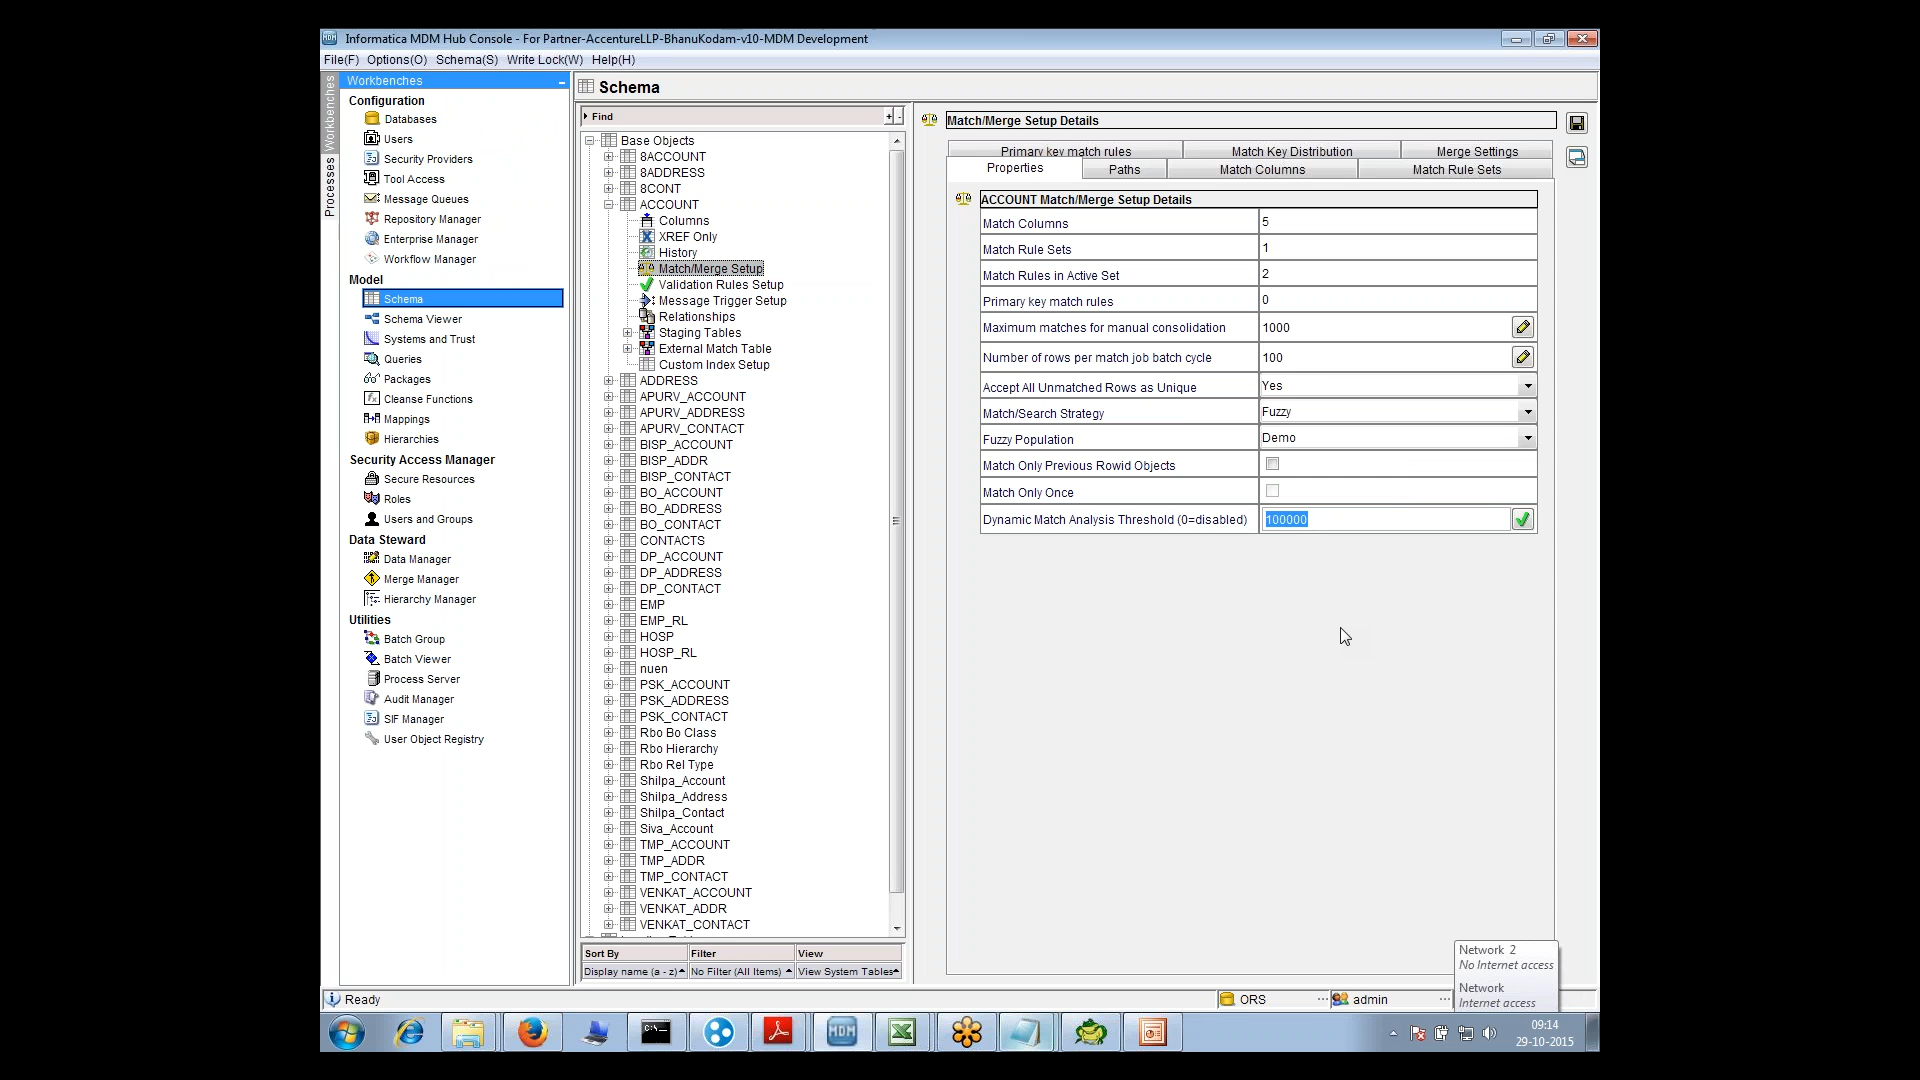 Informatica MDM Hub Console - For Partner-AccentureLLP-BhanuKodam-v10-MDM Development
File(F) Options(O) Schema(S) Write Lock(W) Help(H)
Workbenches
Processes
Workbenches
Configuration
Databases
Users
Security Providers
Tool Access
Message Queues
Repository Manager
Enterprise Manager
Workflow Manager
Model
Schema
Schema Viewer
Systems and Trust
Queries
Packages
Cleanse Functions
Mappings
Hierarchies
Security Access Manager
Secure Resources
Roles
Users and Groups
Data Steward
Data Manager
Merge Manager
Hierarchy Manager
Utilities
Batch Group
Batch Viewer
Process Server
Audit Manager
SIF Manager
User Object Registry
Schema
Find
Base Objects
8ACCOUNT
8ADDRESS
8CONT
ACCOUNT
Columns
XREF Only
History
Match/Merge Setup
Validation Rules Setup
Message Trigger Setup
Relationships
Staging Tables
External Match Table
Custom Index Setup
ADDRESS
APURV_ACCOUNT
APURV_ADDRESS
APURV_CONTACT
BISP_ACCOUNT
BISP_ADDR
BISP_CONTACT
BO_ACCOUNT
BO_ADDRESS
BO_CONTACT
CONTACTS
DP_ACCOUNT
DP_ADDRESS
DP_CONTACT
EMP
EMP_RL
HOSP
HOSP_RL
nuen
PSK_ACCOUNT
PSK_ADDRESS
PSK_CONTACT
Rbo Bo Class
Rbo Hierarchy
Rbo Rel Type
Shilpa_Account
Shilpa_Address
Shilpa_Contact
Siva_Account
TMP_ACCOUNT
TMP_ADDR
TMP_CONTACT
VENKAT_ACCOUNT
VENKAT_ADDR
VENKAT_CONTACT
Sort By Filter View
Display name (a - z) No Filter (All Items) View System Tables
Match/Merge Setup Details
Primary key match rules Match Key Distribution Merge Settings
Properties Paths Match Columns Match Rule Sets
ACCOUNT Match/Merge Setup Details
Match Columns 5
Match Rule Sets 1
Match Rules in Active Set 2
Primary key match rules 0
Maximum matches for manual consolidation 1000
Number of rows per match job batch cycle 100
Accept All Unmatched Rows as Unique Yes
Match/Search Strategy Fuzzy
Fuzzy Population Demo
Match Only Previous Rowid Objects
Match Only Once
Dynamic Match Analysis Threshold (0=disabled) 100000
Network 2
No Internet access
Network
Internet access
Ready
ORS ... admin ...
MDM
09:14
29-10-2015